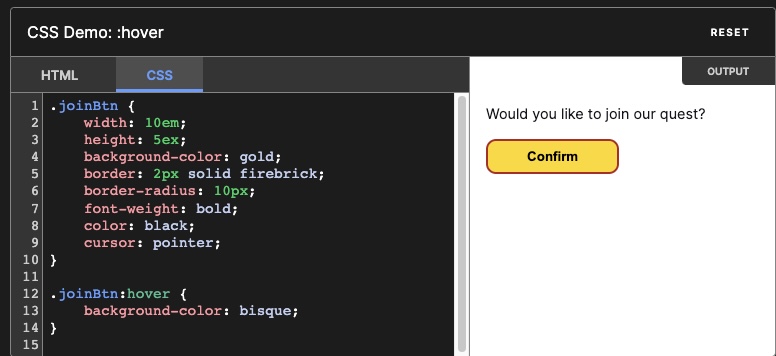 CSS Demo: :hover
RESET
HTML
CSS
OUTPUT
1 .joinBtn {
2     width: 10em;
3     height: 5ex;
4     background-color: gold;
5     border: 2px solid firebrick;
6     border-radius: 10px;
7     font-weight: bold;
8     color: black;
9     cursor: pointer;
10 }
11
12 .joinBtn:hover {
13     background-color: bisque;
14 }
15
Would you like to join our quest?
Confirm